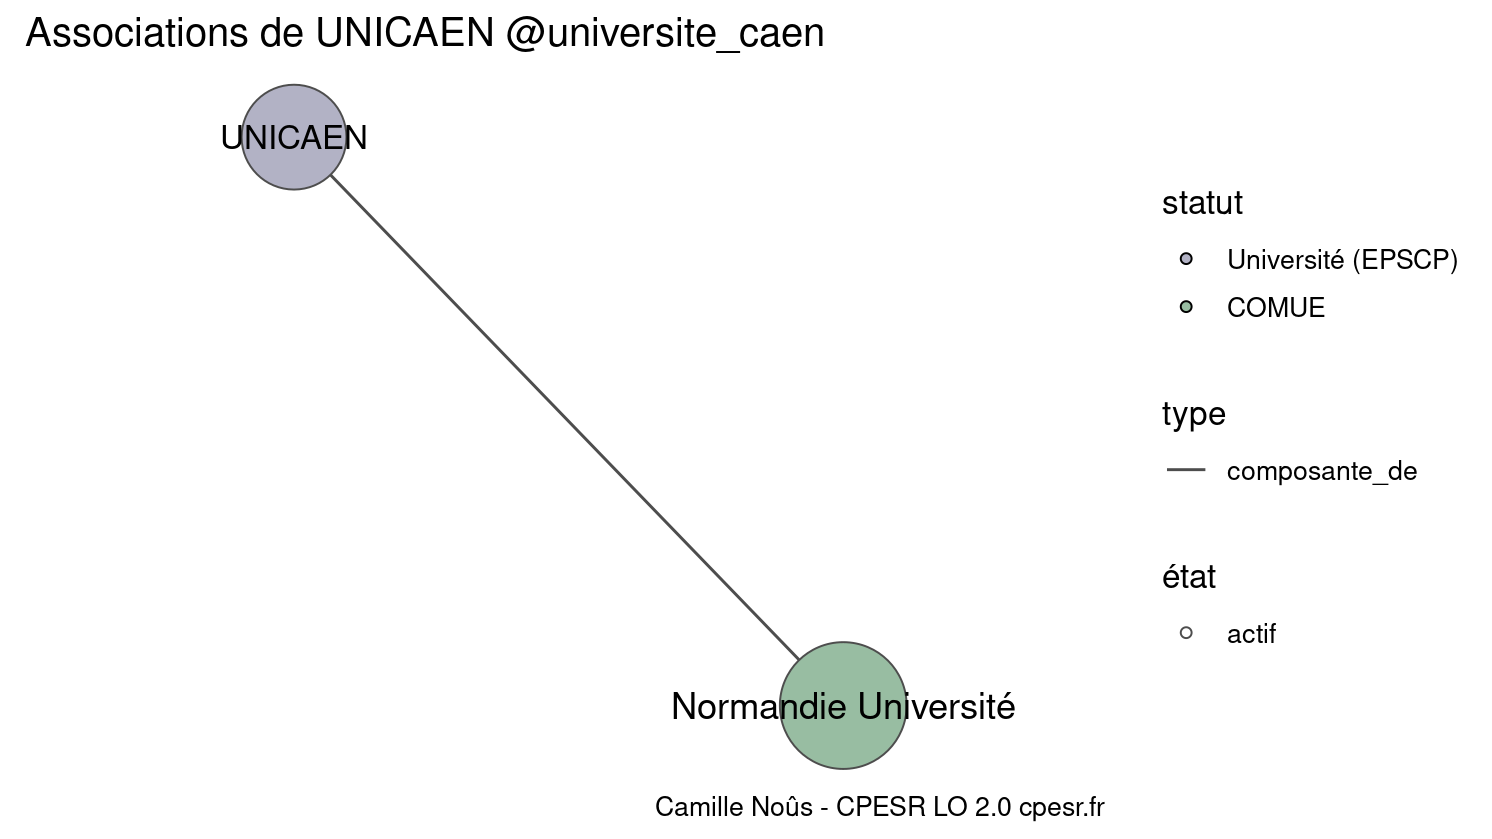 Associations de UNICAEN @universite_caen
UNICAEN
Normandie Université
statut
Université (EPSCP)
COMUE
type
composante_de
état
actif
Camille Noûs - CPESR LO 2.0 cpesr.fr